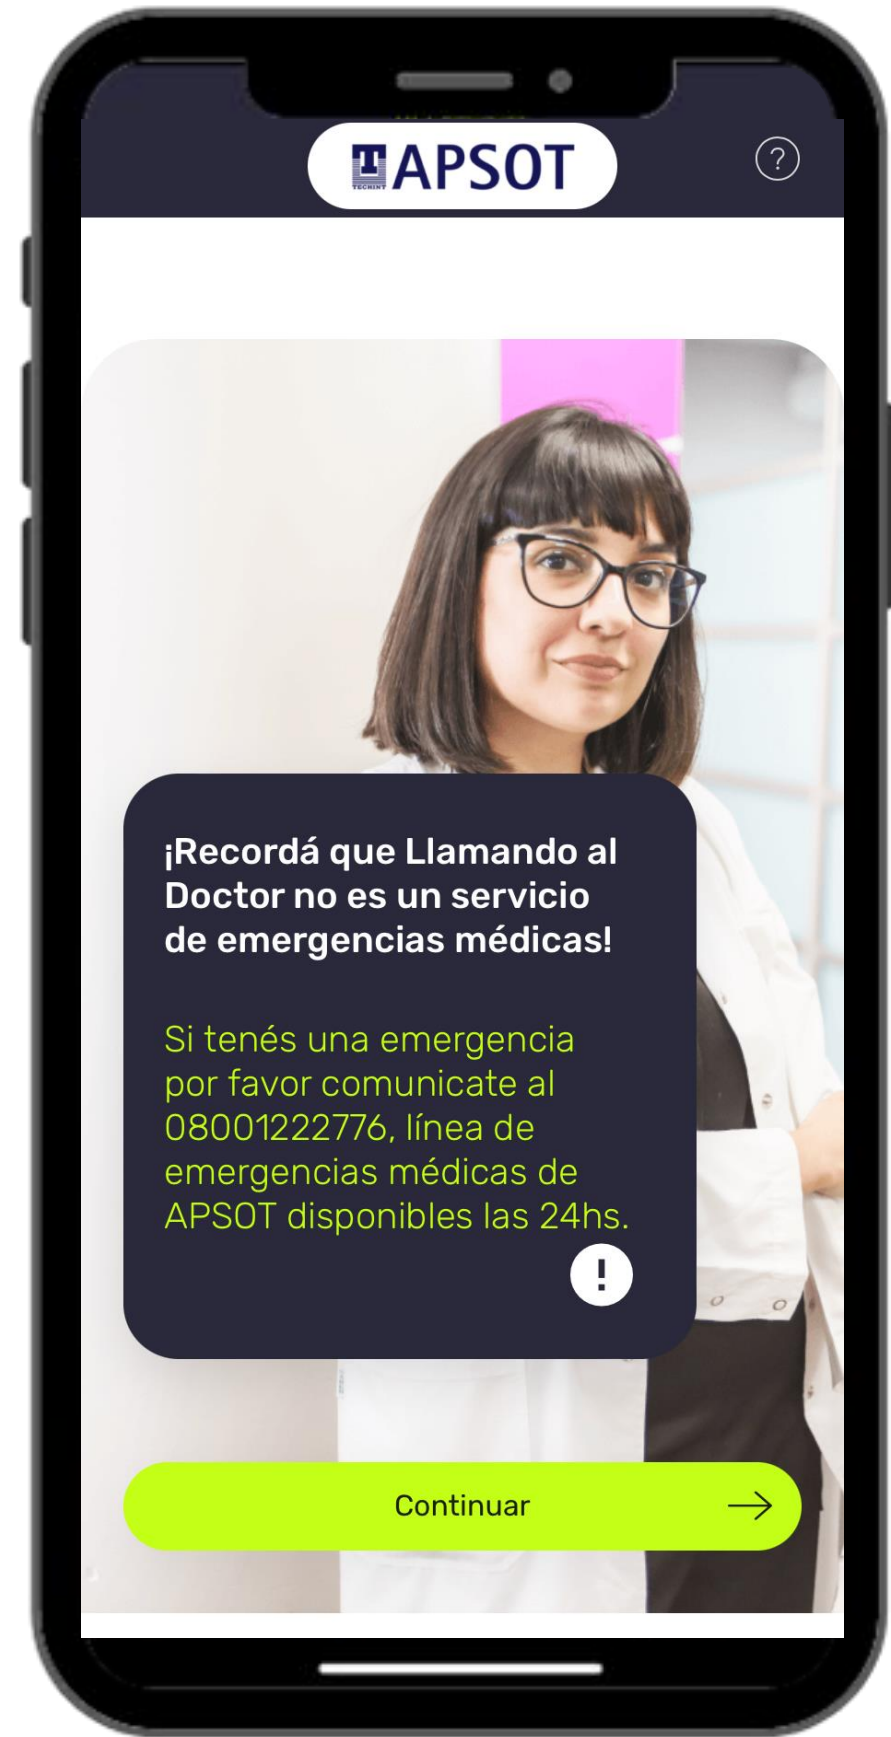 TECHINT
APSOT
?
¡Recordá que Llamando al
Doctor no es un servicio
de emergencias médicas!
Si tenés una emergencia
por favor comunicate al
08001222776, línea de
emergencias médicas de
APSOT disponibles las 24hs.
!
Continuar